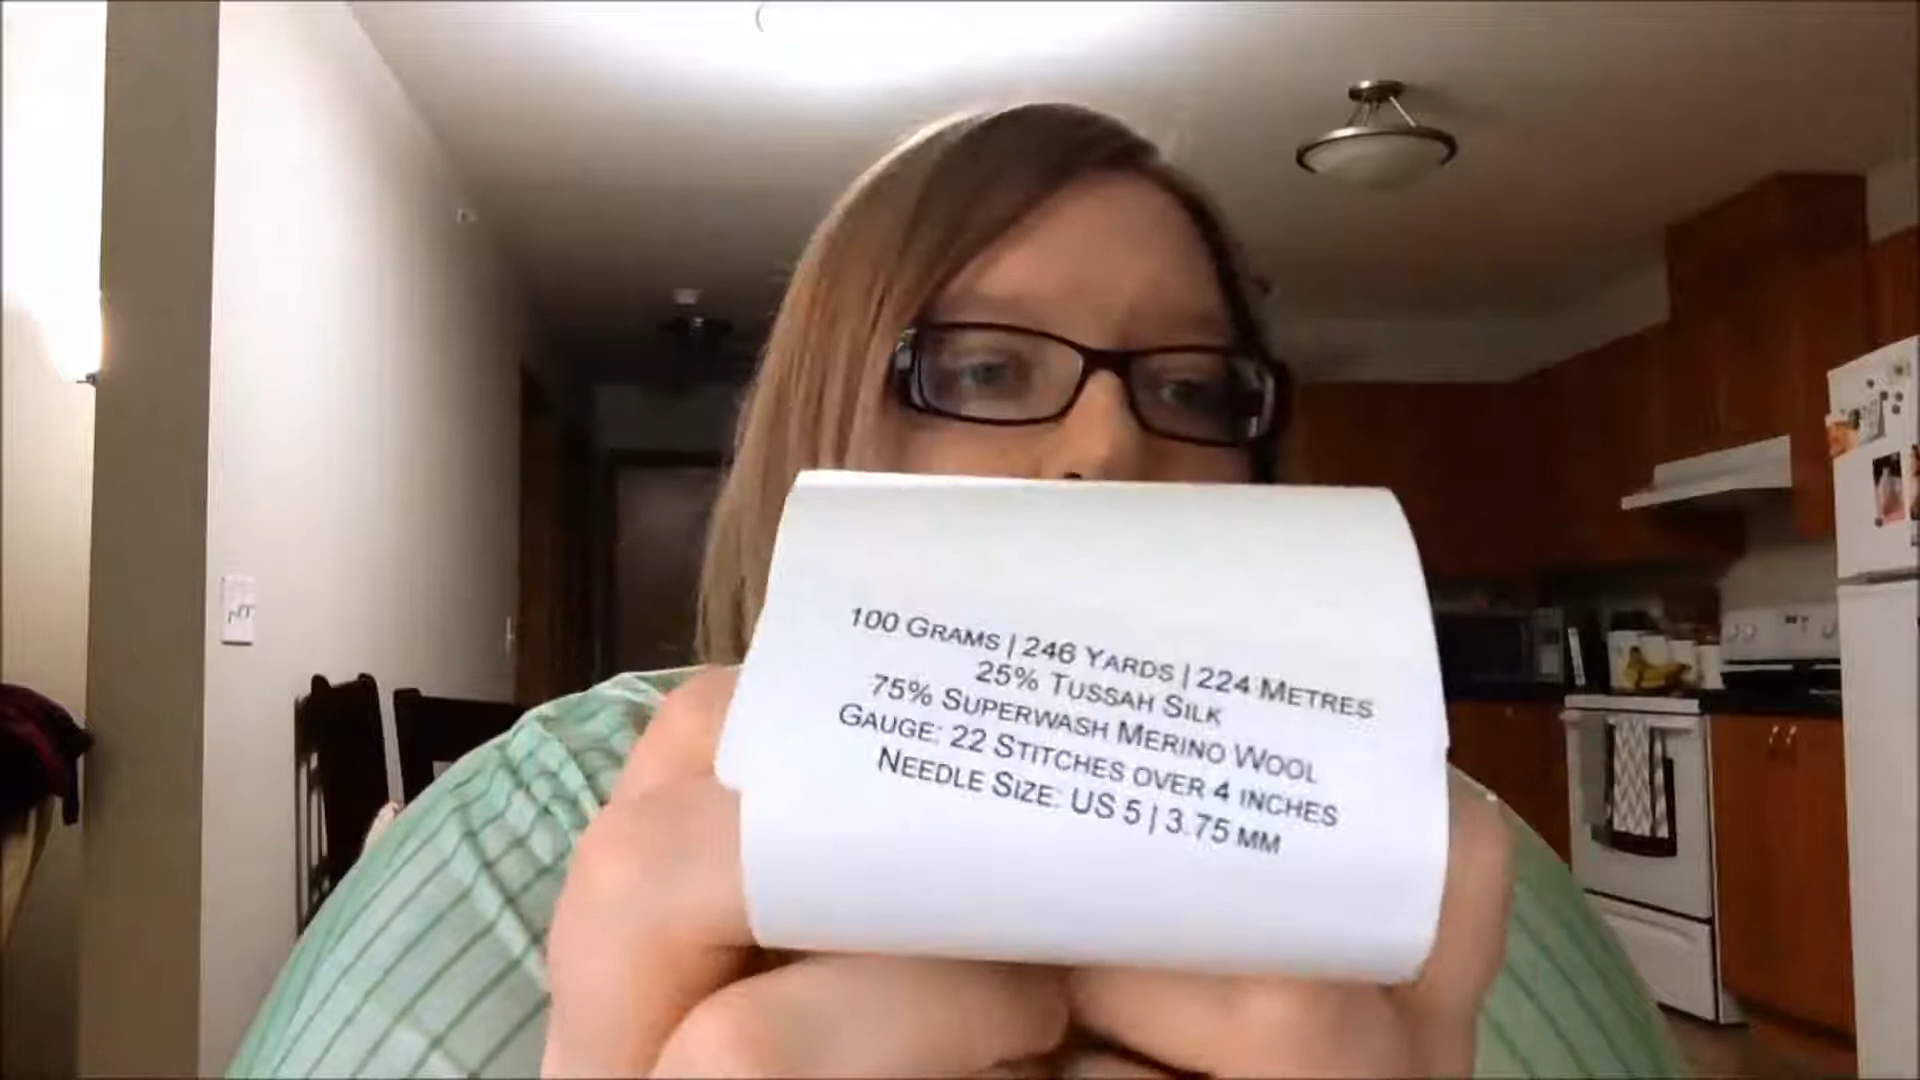 100 GRAMS | 246 YARDS | 224 METRES
25% TUSSAH SILK
75% SUPERWASH MERINO WOOL
GAUGE: 22 STITCHES OVER 4 INCHES
NEEDLE SIZE: US 5 | 3.75 MM